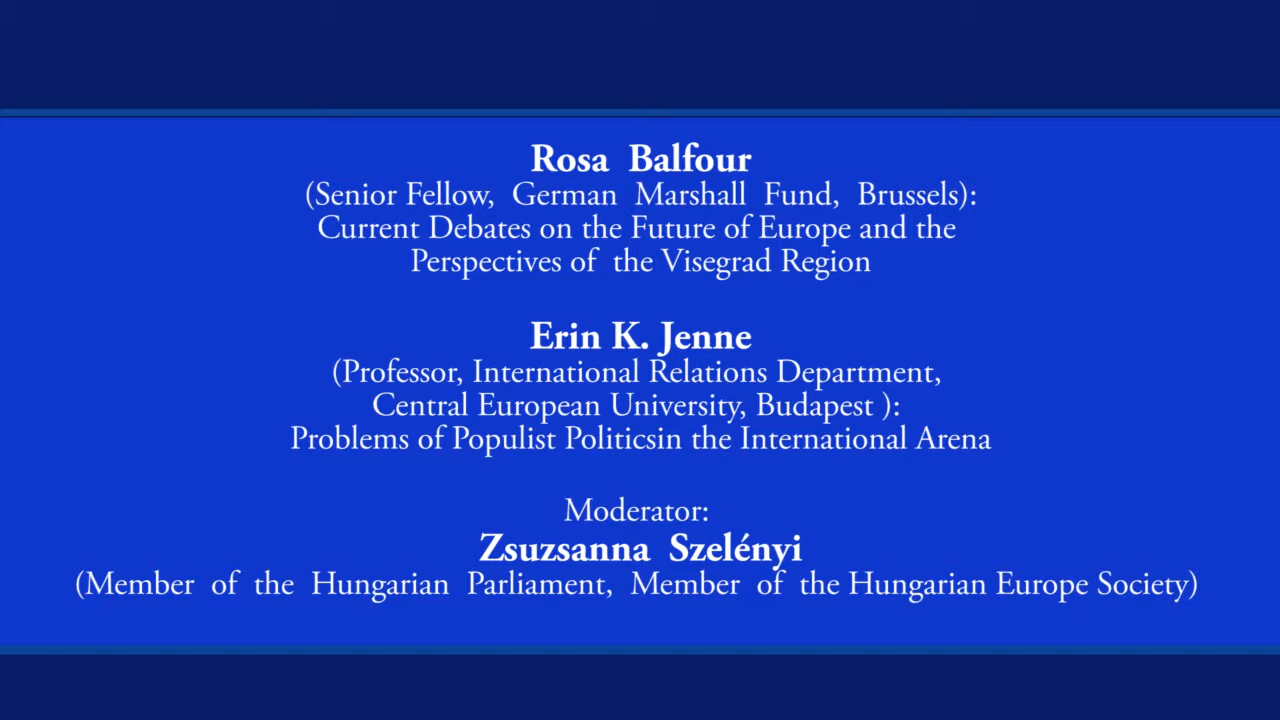 Rosa Balfour
(Senior Fellow, German Marshall Fund, Brussels):
Current Debates on the Future of Europe and the
Perspectives of the Visegrad Region
Erin K. Jenne
(Professor, International Relations Department,
Central European University, Budapest ):
Problems of Populist Politicsin the International Arena
Moderator:
Zsuzsanna Szelényi
(Member of the Hungarian Parliament, Member of the Hungarian Europe Society)